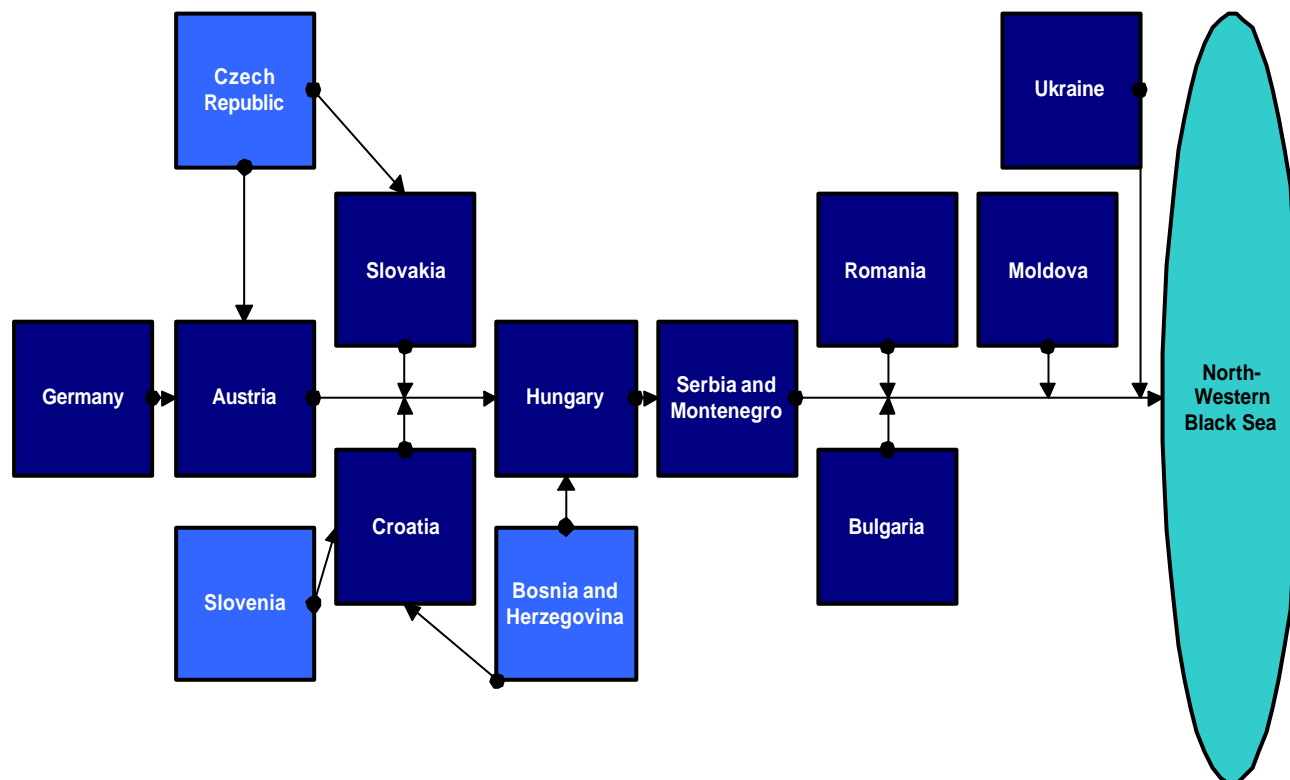 Czech
Republic
Ukraine
Slovakia
Romania
Moldova
Germany
Austria
Hungary
Serbia and
Montenegro
North-
Western
Black Sea
Croatia
Bulgaria
Slovenia
Bosnia and
Herzegovina